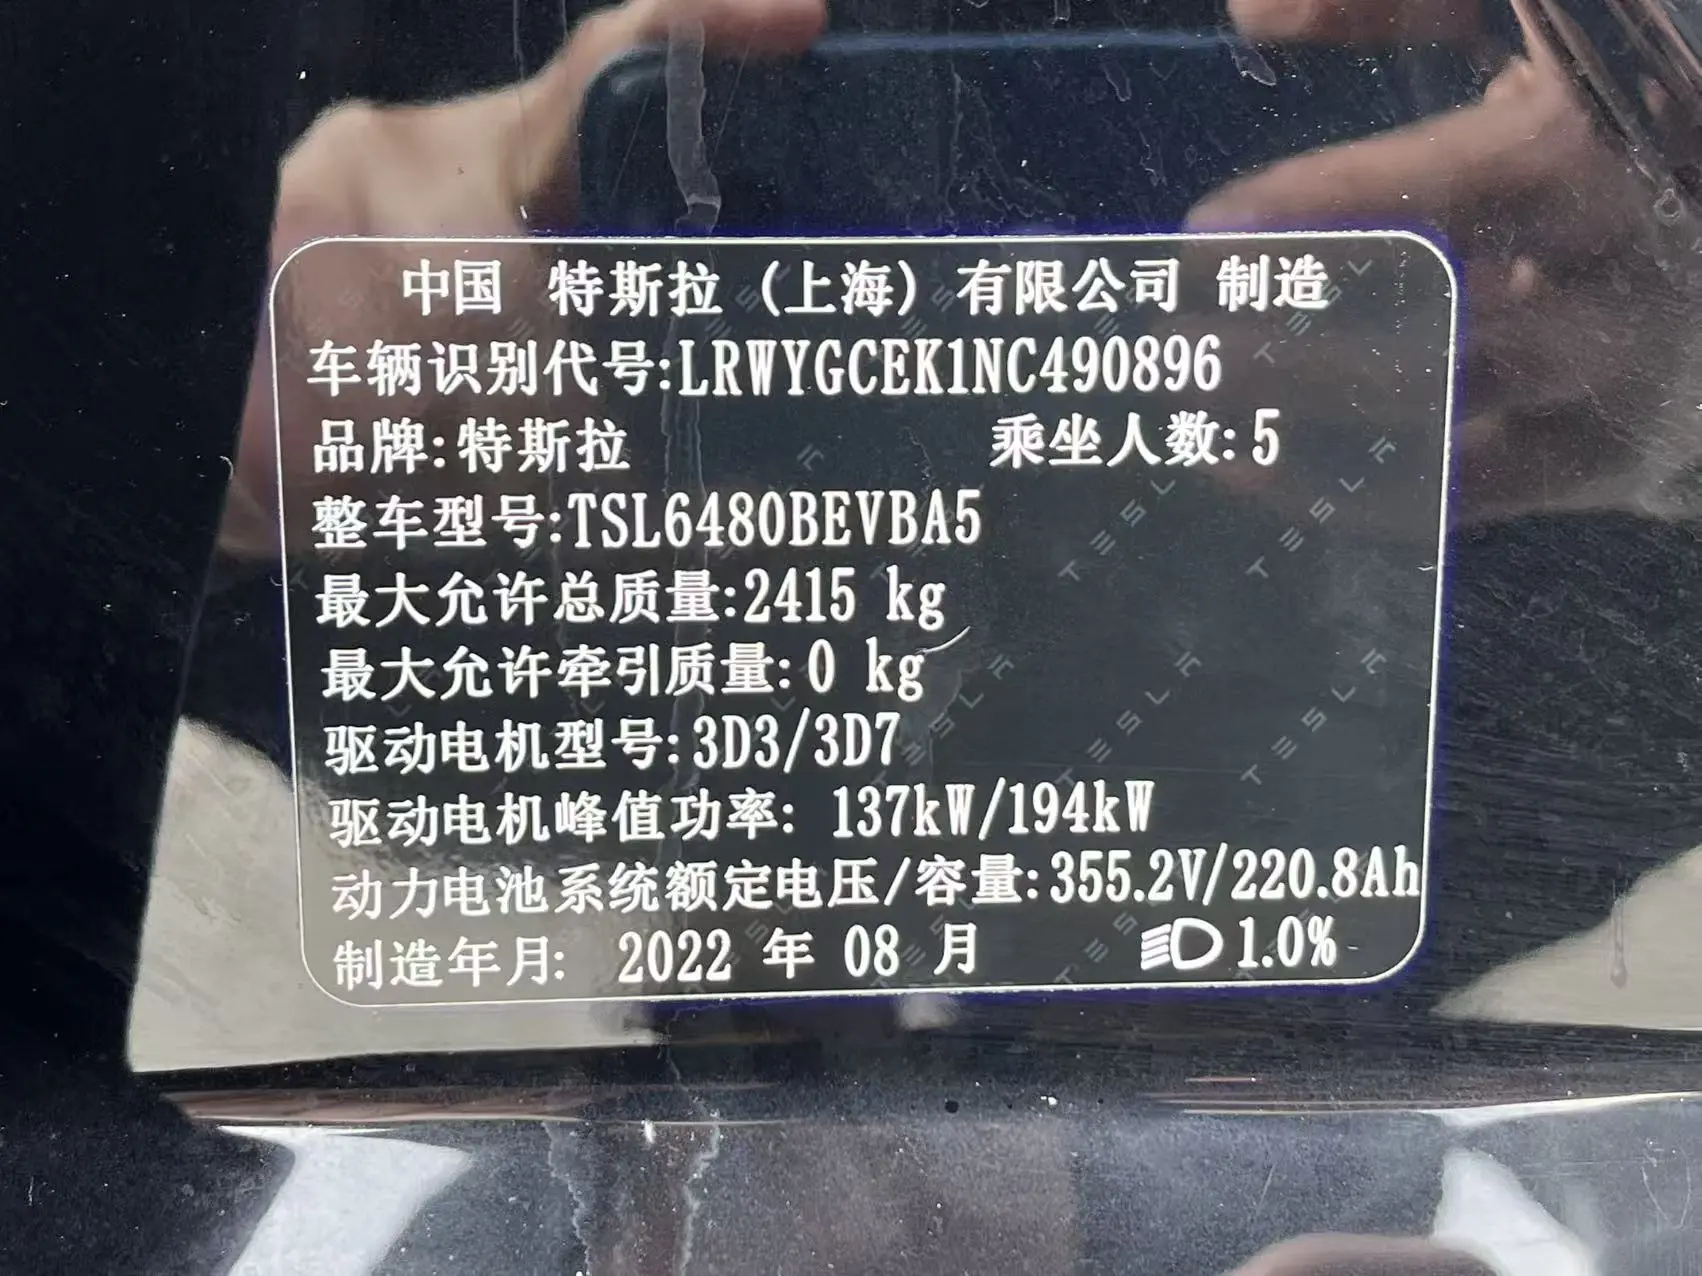 中国 特斯拉（上海）有限公司 制造
车辆识别代号:LRWYGCEK1NC490896
品牌:特斯拉 乘坐人数:5
整车型号:TSL6480BEVBA5
最大允许总质量:2415 kg
最大允许牵引质量:0 kg
驱动电机型号:3D3/3D7
驱动电机峰值功率: 137kW/194kW
动力电池系统额定电压/容量:355.2V/220.8Ah
制造年月: 2022 年 08 月 1.0%